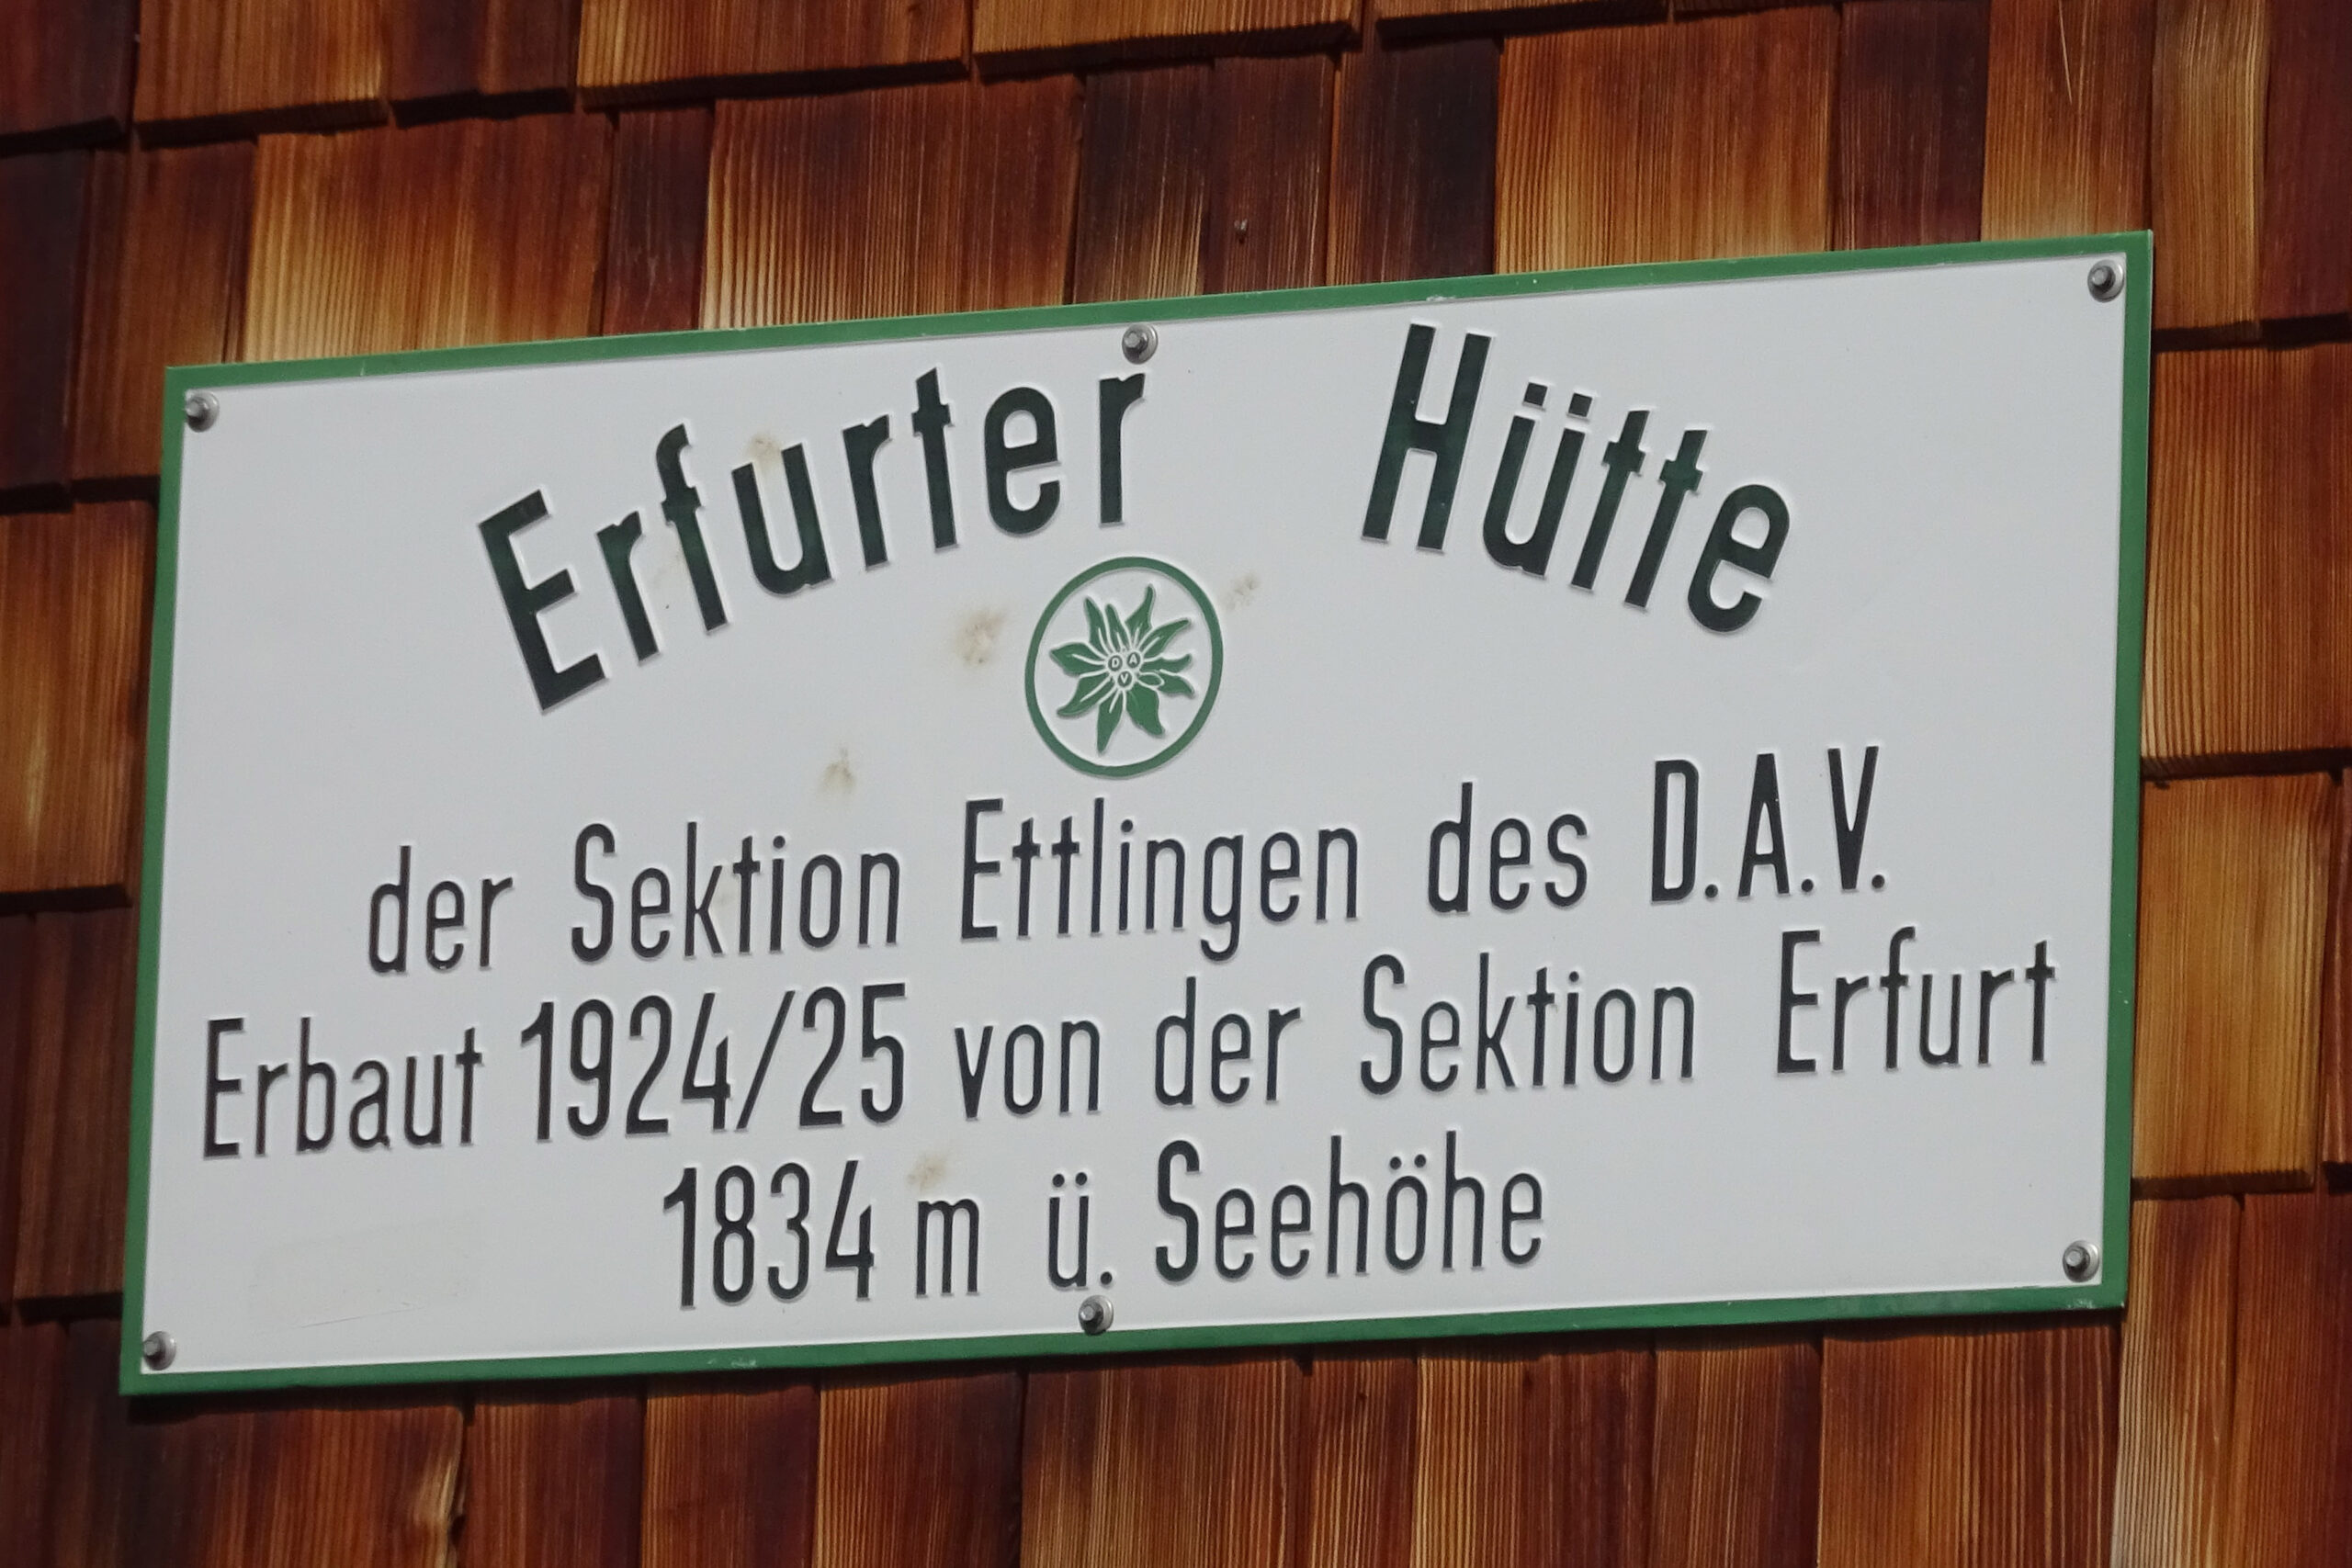 Erfurter Hütte
D A
V
der Sektion Ettlingen des D.A.V.
Erbaut 1924/25 von der Sektion Erfurt
1834 m ü. Seehöhe